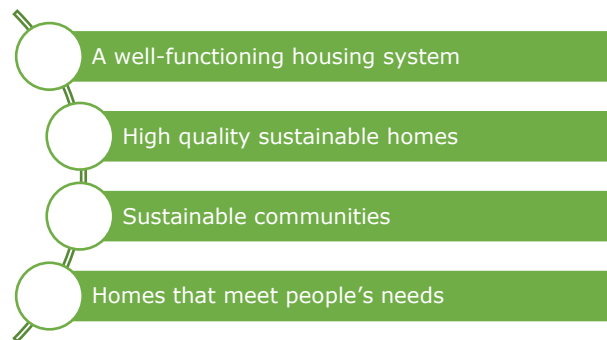 A well-functioning housing system
High quality sustainable homes
Sustainable communities
Homes that meet people’s needs